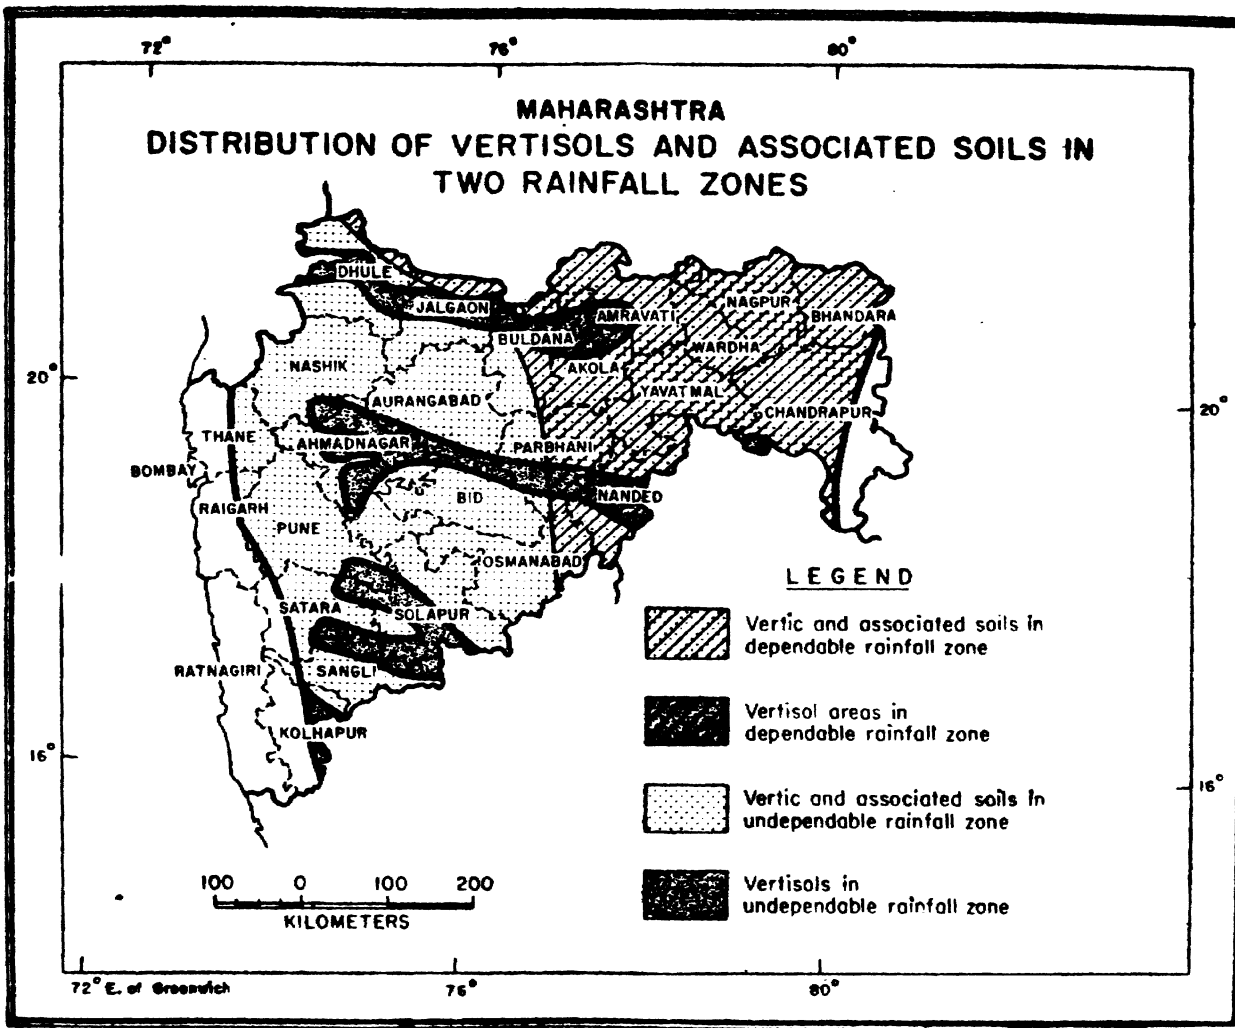 72°
76°
80°
MAHARASHTRA
DISTRIBUTION OF VERTISOLS AND ASSOCIATED SOILS IN
TWO RAINFALL ZONES
DHULE
JALGAON
BULDANA
AMRAVATI
NAGPUR
BHANDARA
WARDHA
AKOLA
YAVATMAL
CHANDRAPUR
NASHIK
AURANGABAD
20°
20°
THANE
AHMADNAGAR
PARBHANI
BOMBAY
NANDED
BID
RAIGARH
PUNE
OSMANABAD
SATARA
SOLAPUR
RATNAGIRI
SANGLI
KOLHAPUR
16°
16°
LEGEND
Vertic and associated soils in
dependable rainfall zone
Vertisol areas in
dependable rainfall zone
Vertic and associated soils in
undependable rainfall zone
Vertisols in
undependable rainfall zone
100 0 100 200
KILOMETERS
72° E. of Greenwich
76°
80°